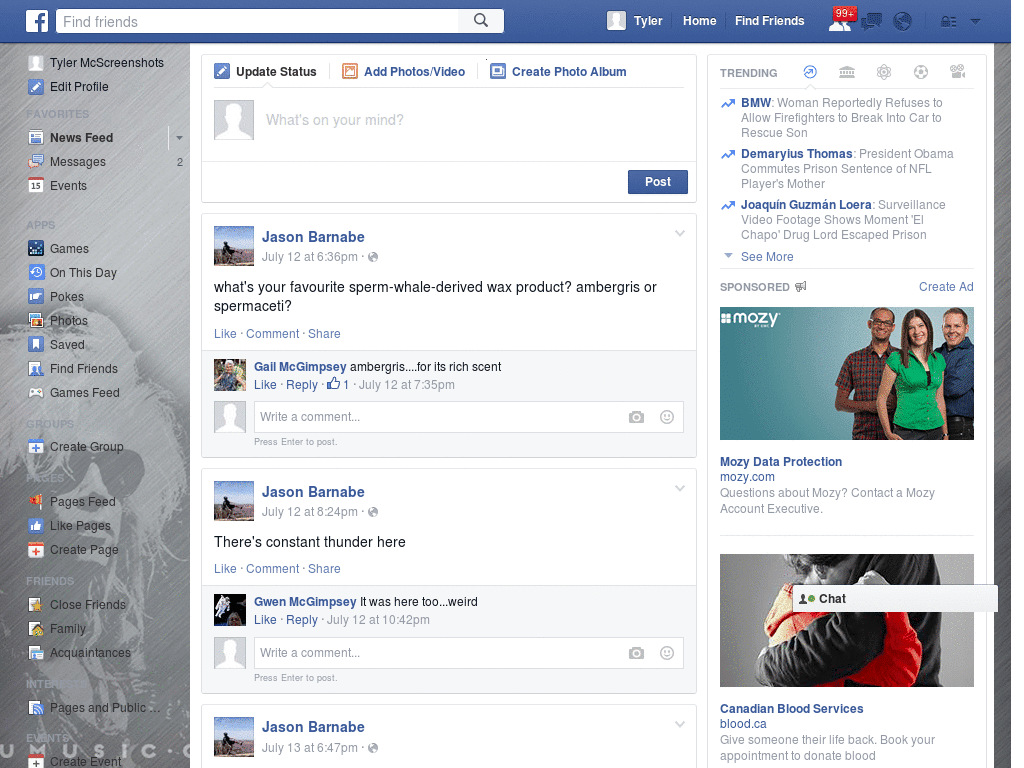 Find friends
Tyler
Home
Find Friends
99+
Tyler McScreenshots
Edit Profile
FAVORITES
News Feed
Messages
2
Events
15
APPS
Games
On This Day
Pokes
Photos
Saved
Find Friends
Games Feed
GROUPS
Create Group
PAGES
Pages Feed
Like Pages
Create Page
FRIENDS
Close Friends
Family
Acquaintances
Pages and Public ...
EVENTS
Create Event
UMUSIC
Update Status
Add Photos/Video
Create Photo Album
What's on your mind?
Post
Jason Barnabe
July 12 at 6:36pm ·
what's your favourite sperm-whale-derived wax product? ambergris or
spermaceti?
Like · Comment · Share
Gail McGimpsey ambergris....for its rich scent
Like · Reply · 1 · July 12 at 7:35pm
Write a comment...
Press Enter to post.
Jason Barnabe
July 12 at 8:24pm ·
There's constant thunder here
Like · Comment · Share
Gwen McGimpsey It was here too...weird
Like · Reply · July 12 at 10:42pm
Write a comment...
Press Enter to post.
Jason Barnabe
July 13 at 6:47pm ·
TRENDING
BMW: Woman Reportedly Refuses to
Allow Firefighters to Break Into Car to
Rescue Son
Demaryius Thomas: President Obama
Commutes Prison Sentence of NFL
Player's Mother
Joaquín Guzmán Loera: Surveillance
Video Footage Shows Moment 'El
Chapo' Drug Lord Escaped Prison
See More
SPONSORED
Create Ad
mozy
BY EMC
Mozy Data Protection
mozy.com
Questions about Mozy? Contact a Mozy
Account Executive.
Chat
Canadian Blood Services
blood.ca
Give someone their life back. Book your
appointment to donate blood